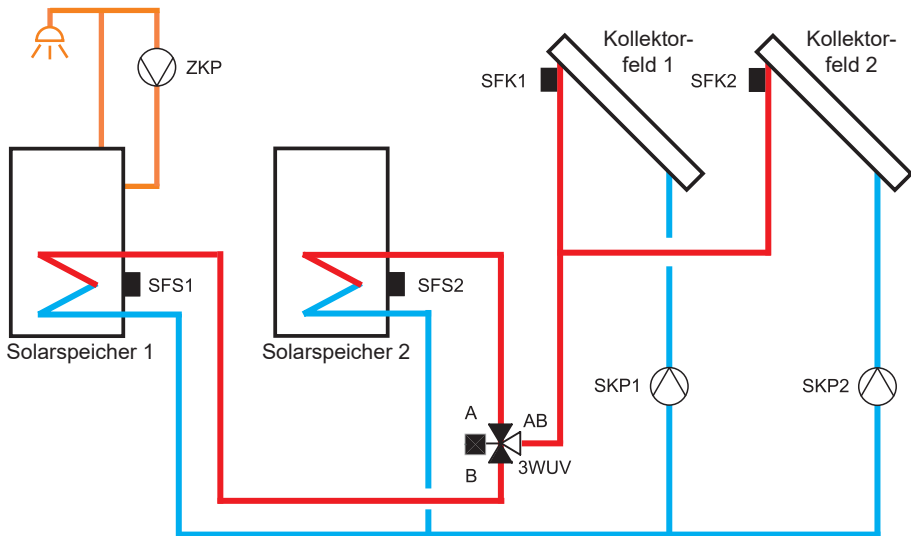 ZKP
Kollektor-
feld 1
Kollektor-
feld 2
SFK1
SFK2
SFS1
SFS2
Solarspeicher 1
Solarspeicher 2
SKP1
SKP2
A
AB
B
3WUV